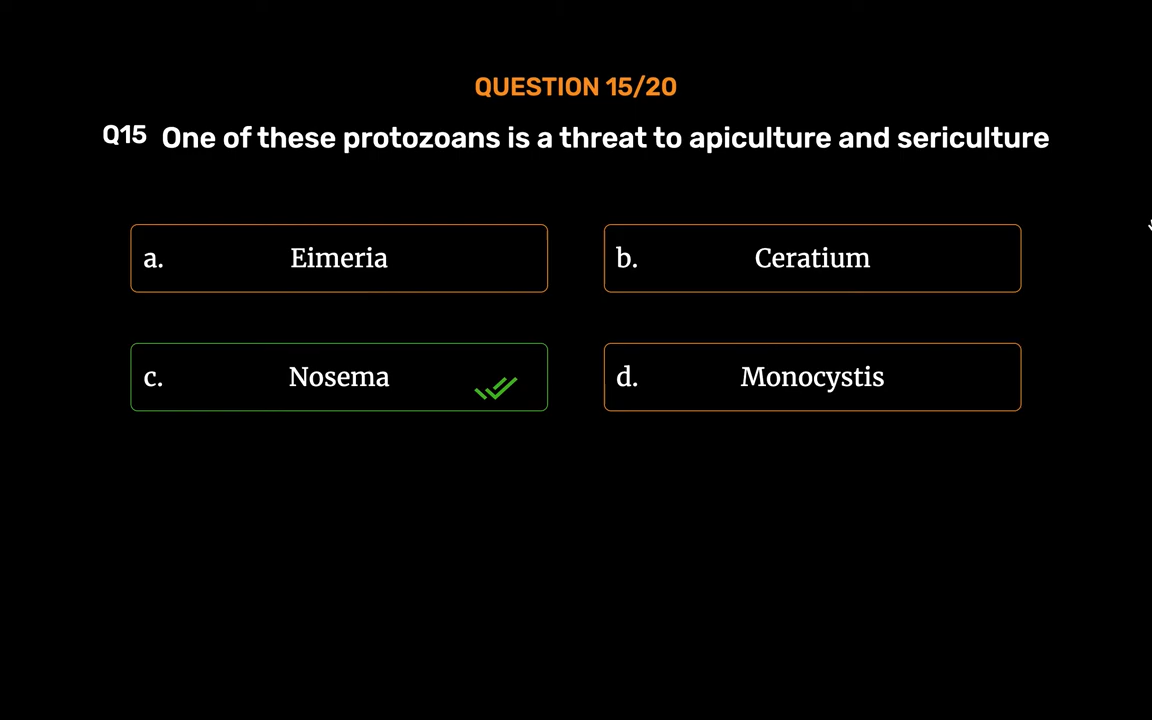 QUESTION 15/20
Q15 One of these protozoans is a threat to apiculture and sericulture
a. Eimeria
b. Ceratium
c. Nosema
d. Monocystis